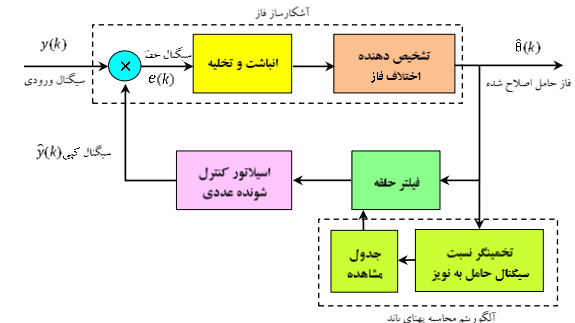 آشکارساز فاز
y(k)
سیگنال ورودی
×
سیگنال خطا
e(k)
انباشت و تخلیه
تشخیص دهنده
اختلاف فاز
θ̂(k)
فاز حامل اصلاح شده
سیگنال کپی ŷ(k)
اسیلاتور کنترل
شونده عددی
فیلتر حلقه
جدول
مشاهده
تخمینگر نسبت
سیگنال حامل به نویز
آلگوریتم محاسبه پهنای باند